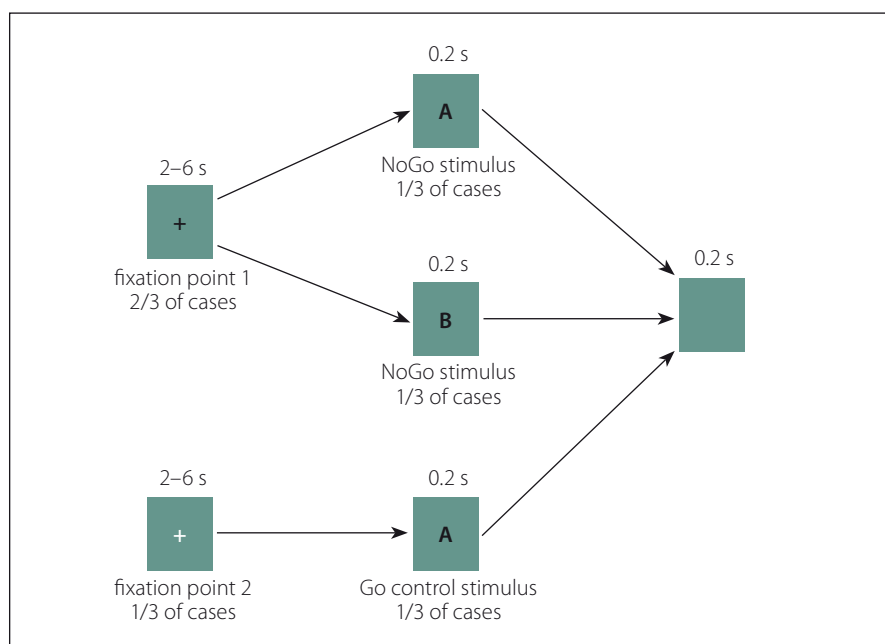 0.2 s
A
NoGo stimulus
1/3 of cases
2–6 s
+
fixation point 1
2/3 of cases
0.2 s
B
NoGo stimulus
1/3 of cases
0.2 s
2–6 s
+
fixation point 2
1/3 of cases
0.2 s
A
Go control stimulus
1/3 of cases